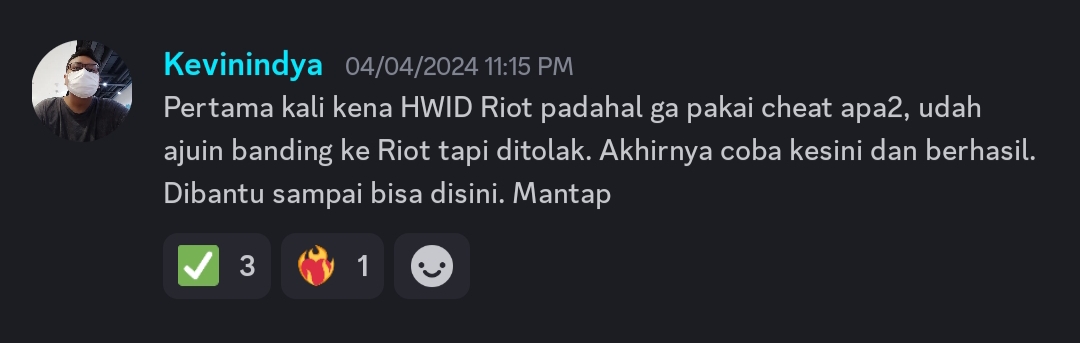 Kevinindya 04/04/2024 11:15 PM
Pertama kali kena HWID Riot padahal ga pakai cheat apa2, udah
ajuin banding ke Riot tapi ditolak. Akhirnya coba kesini dan berhasil.
Dibantu sampai bisa disini. Mantap
3 1